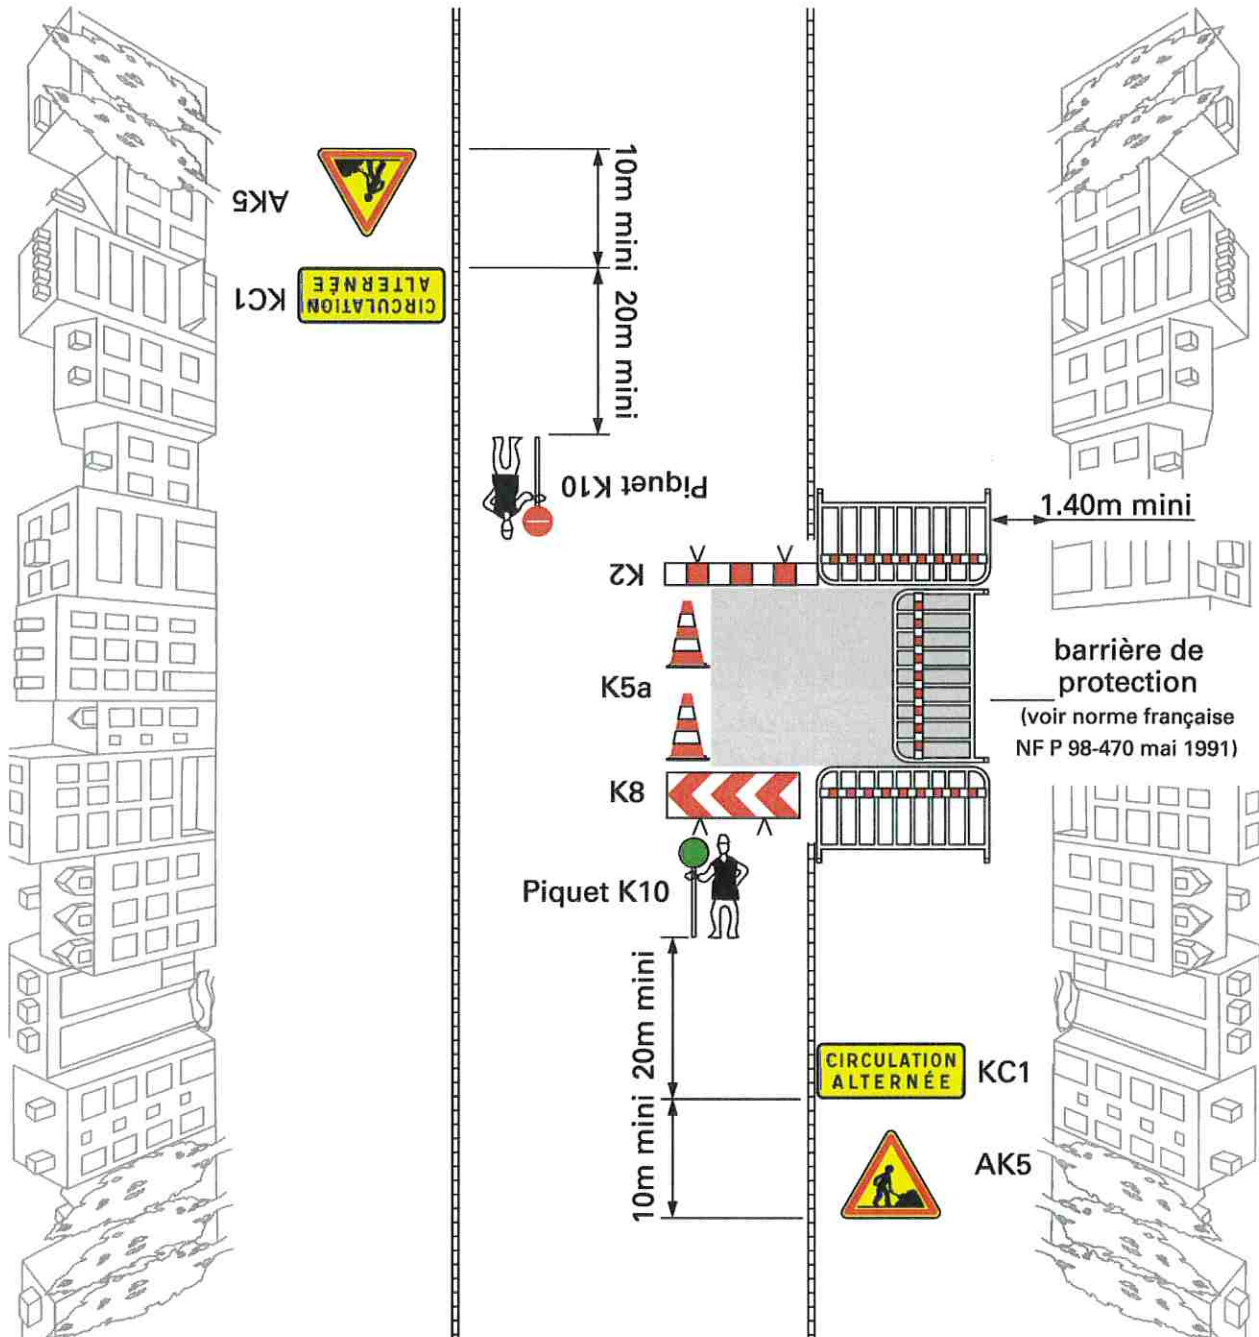 10m mini
AK5
KC1
CIRCULATION
ALTERNÉE
20m mini
Piquet K10
1.40m mini
K2
K5a
barrière de
protection
(voir norme française
NF P 98-470 mai 1991)
K8
Piquet K10
20m mini
CIRCULATION
ALTERNÉE
KC1
10m mini
AK5